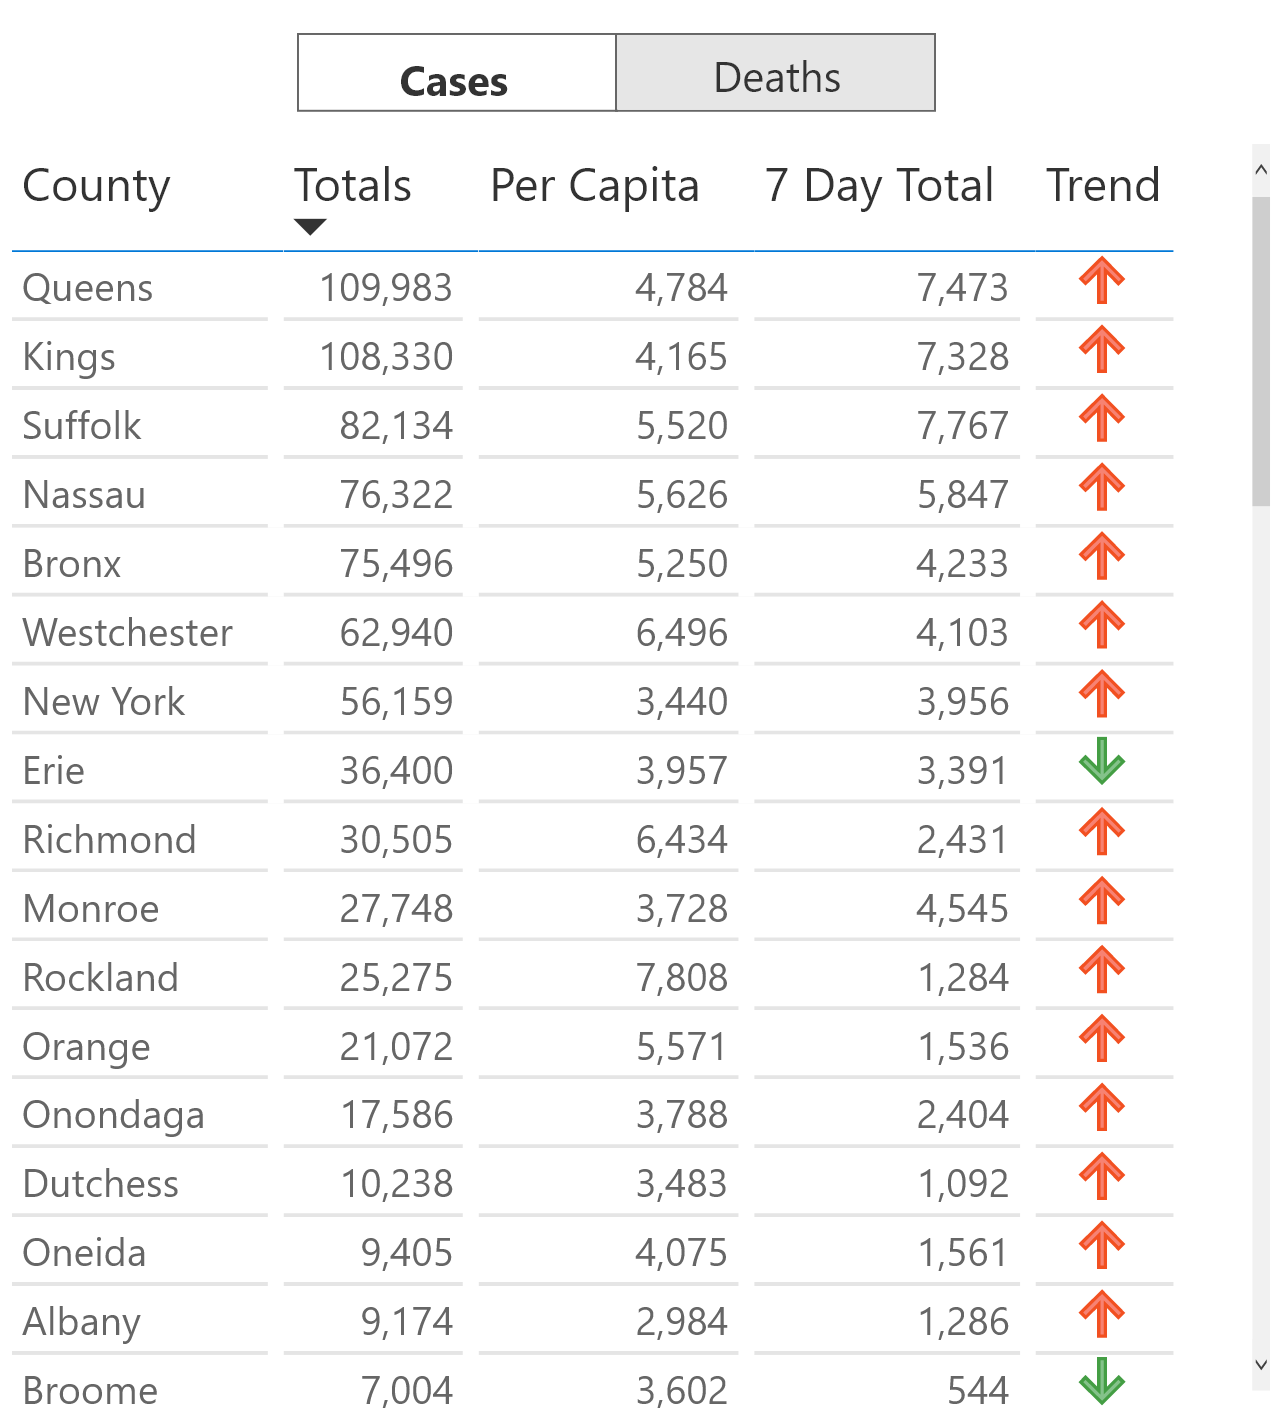 Cases Deaths
County Totals Per Capita 7 Day Total Trend
Queens 109,983 4,784 7,473
Kings 108,330 4,165 7,328
Suffolk 82,134 5,520 7,767
Nassau 76,322 5,626 5,847
Bronx 75,496 5,250 4,233
Westchester 62,940 6,496 4,103
New York 56,159 3,440 3,956
Erie 36,400 3,957 3,391
Richmond 30,505 6,434 2,431
Monroe 27,748 3,728 4,545
Rockland 25,275 7,808 1,284
Orange 21,072 5,571 1,536
Onondaga 17,586 3,788 2,404
Dutchess 10,238 3,483 1,092
Oneida 9,405 4,075 1,561
Albany 9,174 2,984 1,286
Broome 7,004 3,602 544